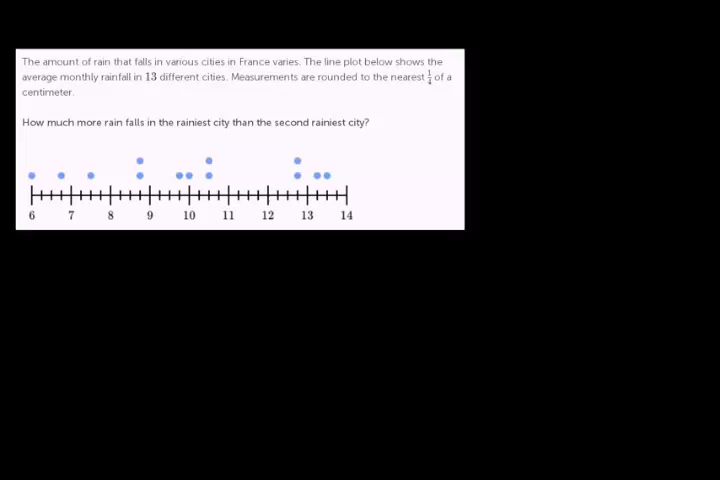 The amount of rain that falls in various cities in France varies. The line plot below shows the
average monthly rainfall in 13 different cities. Measurements are rounded to the nearest 1/4 of a
centimeter.
How much more rain falls in the rainiest city than the second rainiest city?
6 7 8 9 10 11 12 13 14